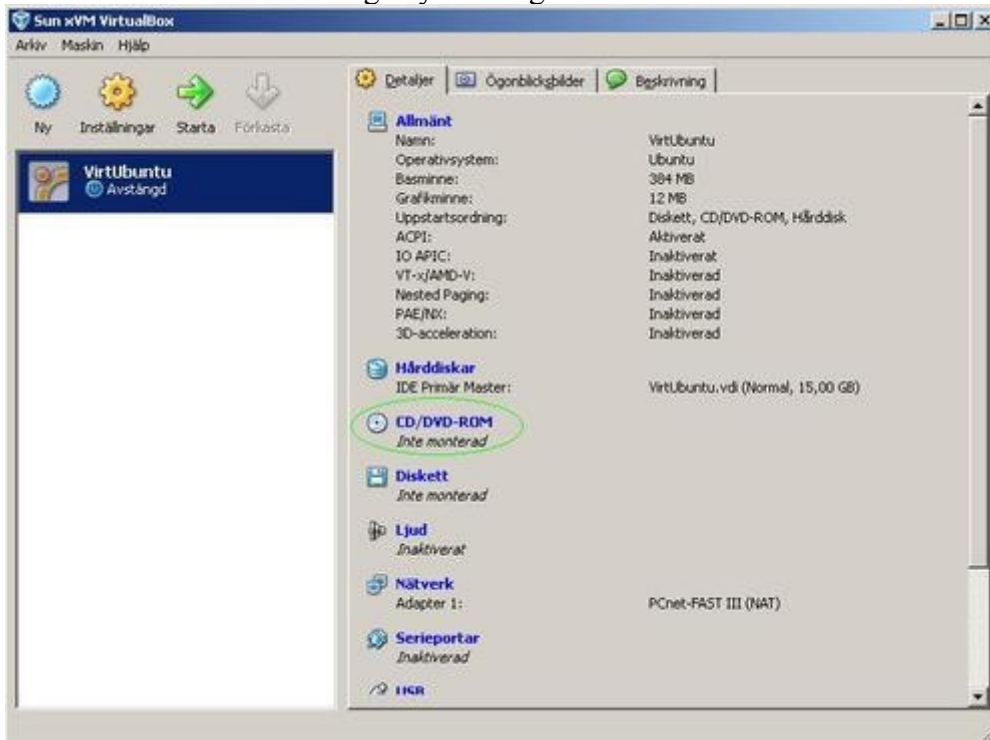 Sun xVM VirtualBox
Arkiv Maskin Hjälp
Ny Inställningar Starta Förkasta
VirtUbuntu
Avstängd
Detaljer Ögonblicksbilder Beskrivning
Allmänt
Namn: VirtUbuntu
Operativsystem: Ubuntu
Basminne: 384 MB
Grafikminne: 12 MB
Uppstartsordning: Diskett, CD/DVD-ROM, Hårddisk
ACPI: Aktiverat
IO APIC: Inaktiverat
VT-x/AMD-V: Inaktiverad
Nested Paging: Inaktiverad
PAE/NX: Inaktiverad
3D-acceleration: Inaktiverad
Hårddiskar
IDE Primär Master: VirtUbuntu.vdi (Normal, 15,00 GB)
CD/DVD-ROM
Inte monterad
Diskett
Inte monterad
Ljud
Inaktiverat
Nätverk
Adapter 1: PCnet-FAST III (NAT)
Serieportar
Inaktiverad
USB